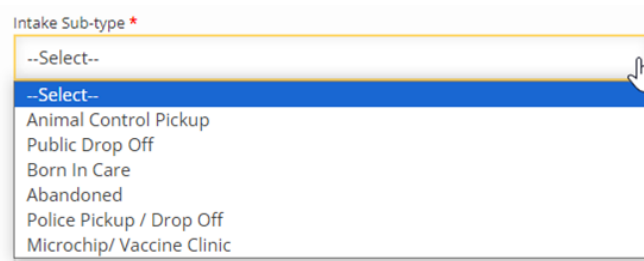 Intake Sub-type *
--Select--
--Select--
Animal Control Pickup
Public Drop Off
Born In Care
Abandoned
Police Pickup / Drop Off
Microchip/ Vaccine Clinic